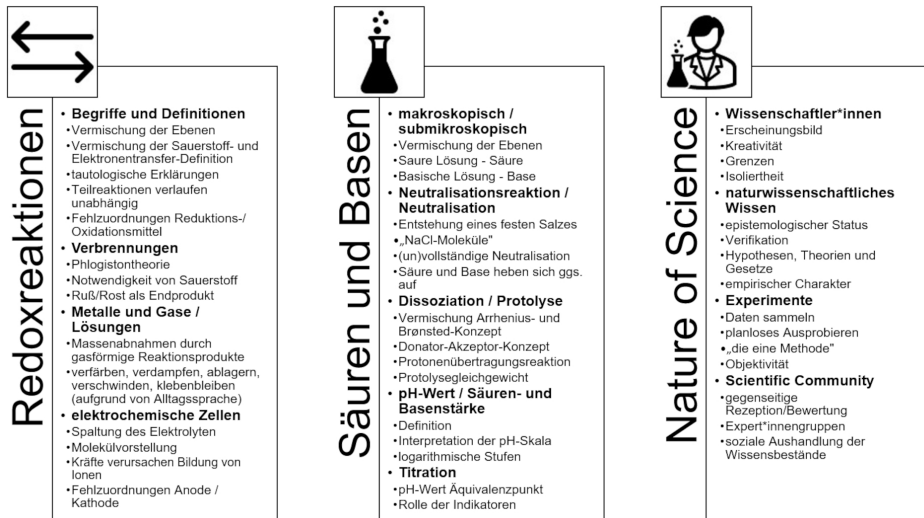 Redoxreaktionen
• Begriffe und Definitionen
•Vermischung der Ebenen
•Vermischung der Sauerstoff- und
Elektronentransfer-Definition
•tautologische Erklärungen
•Teilreaktionen verlaufen
unabhängig
•Fehlzuordnungen Reduktions-/
Oxidationsmittel
• Verbrennungen
•Phlogistontheorie
•Notwendigkeit von Sauerstoff
•Ruß/Rost als Endprodukt
• Metalle und Gase /
Lösungen
•Massenabnahmen durch
gasförmige Reaktionsprodukte
•verfärben, verdampfen, ablagern,
verschwinden, klebenbleiben
(aufgrund von Alltagssprache)
• elektrochemische Zellen
•Spaltung des Elektrolyten
•Molekülvorstellung
•Kräfte verursachen Bildung von
Ionen
•Fehlzuordnungen Anode /
Kathode
Säuren und Basen
• makroskopisch /
submikroskopisch
•Vermischung der Ebenen
•Saure Lösung - Säure
•Basische Lösung - Base
• Neutralisationsreaktion /
Neutralisation
•Entstehung eines festen Salzes
•„NaCl-Moleküle"
•(un)vollständige Neutralisation
•Säure und Base heben sich ggs.
auf
• Dissoziation / Protolyse
•Vermischung Arrhenius- und
Brønsted-Konzept
•Donator-Akzeptor-Konzept
•Protonenübertragungsreaktion
•Protolysegleichgewicht
• pH-Wert / Säuren- und
Basenstärke
•Definition
•Interpretation der pH-Skala
•logarithmische Stufen
• Titration
•pH-Wert Äquivalenzpunkt
•Rolle der Indikatoren
Nature of Science
• Wissenschaftler*innen
•Erscheinungsbild
•Kreativität
•Grenzen
•Isoliertheit
• naturwissenschaftliches
Wissen
•epistemologischer Status
•Verifikation
•Hypothesen, Theorien und
Gesetze
•empirischer Charakter
• Experimente
•Daten sammeln
•planloses Ausprobieren
•„die eine Methode"
•Objektivität
• Scientific Community
•gegenseitige
Rezeption/Bewertung
•Expert*innengruppen
•soziale Aushandlung der
Wissensbestände